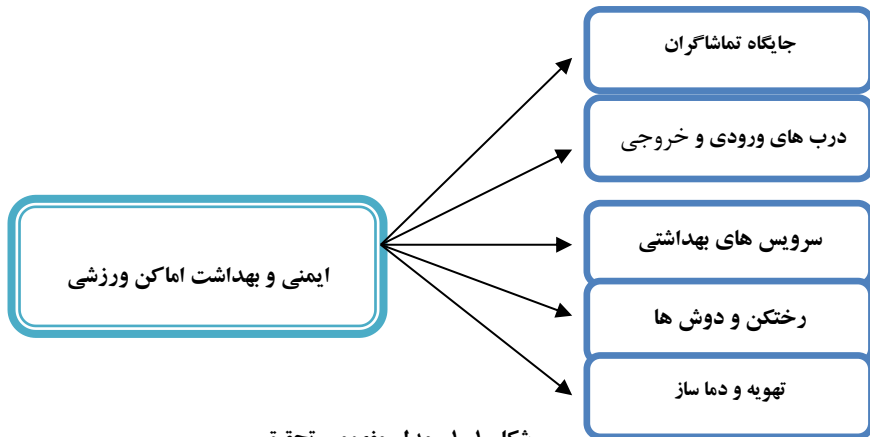 جایگاه تماشاگران
درب های ورودی و خروجی
سرویس های بهداشتی
ایمنی و بهداشت اماکن ورزشی
رختکن و دوش ها
تهویه و دما ساز